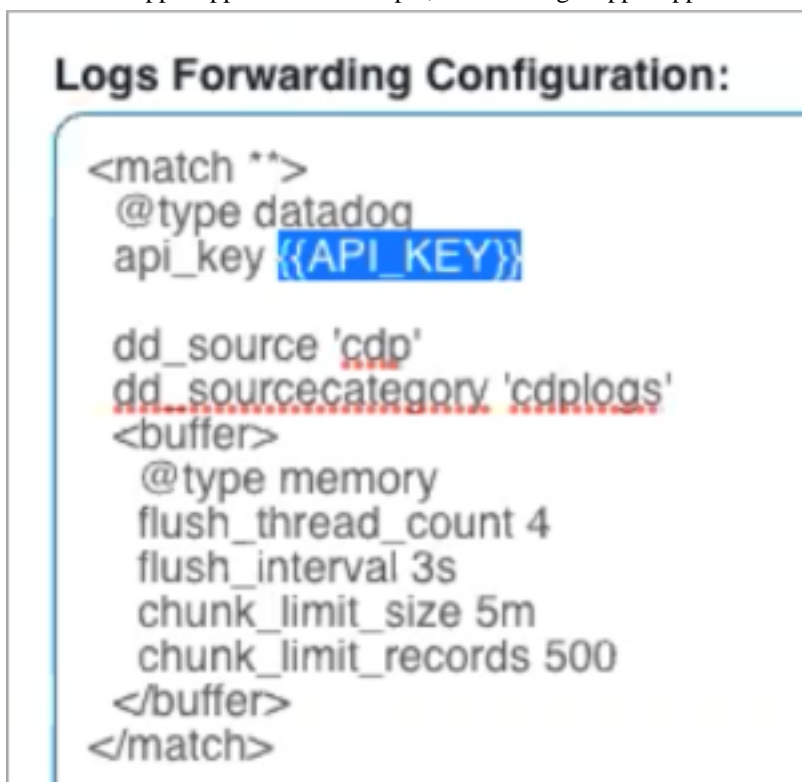 Logs Forwarding Configuration:
<match **>
@type datadog
api_key {{API_KEY}}
dd_source 'cdp'
dd_sourcecategory 'cdplogs'
<buffer>
@type memory
flush_thread_count 4
flush_interval 3s
chunk_limit_size 5m
chunk_limit_records 500
</buffer>
</match>